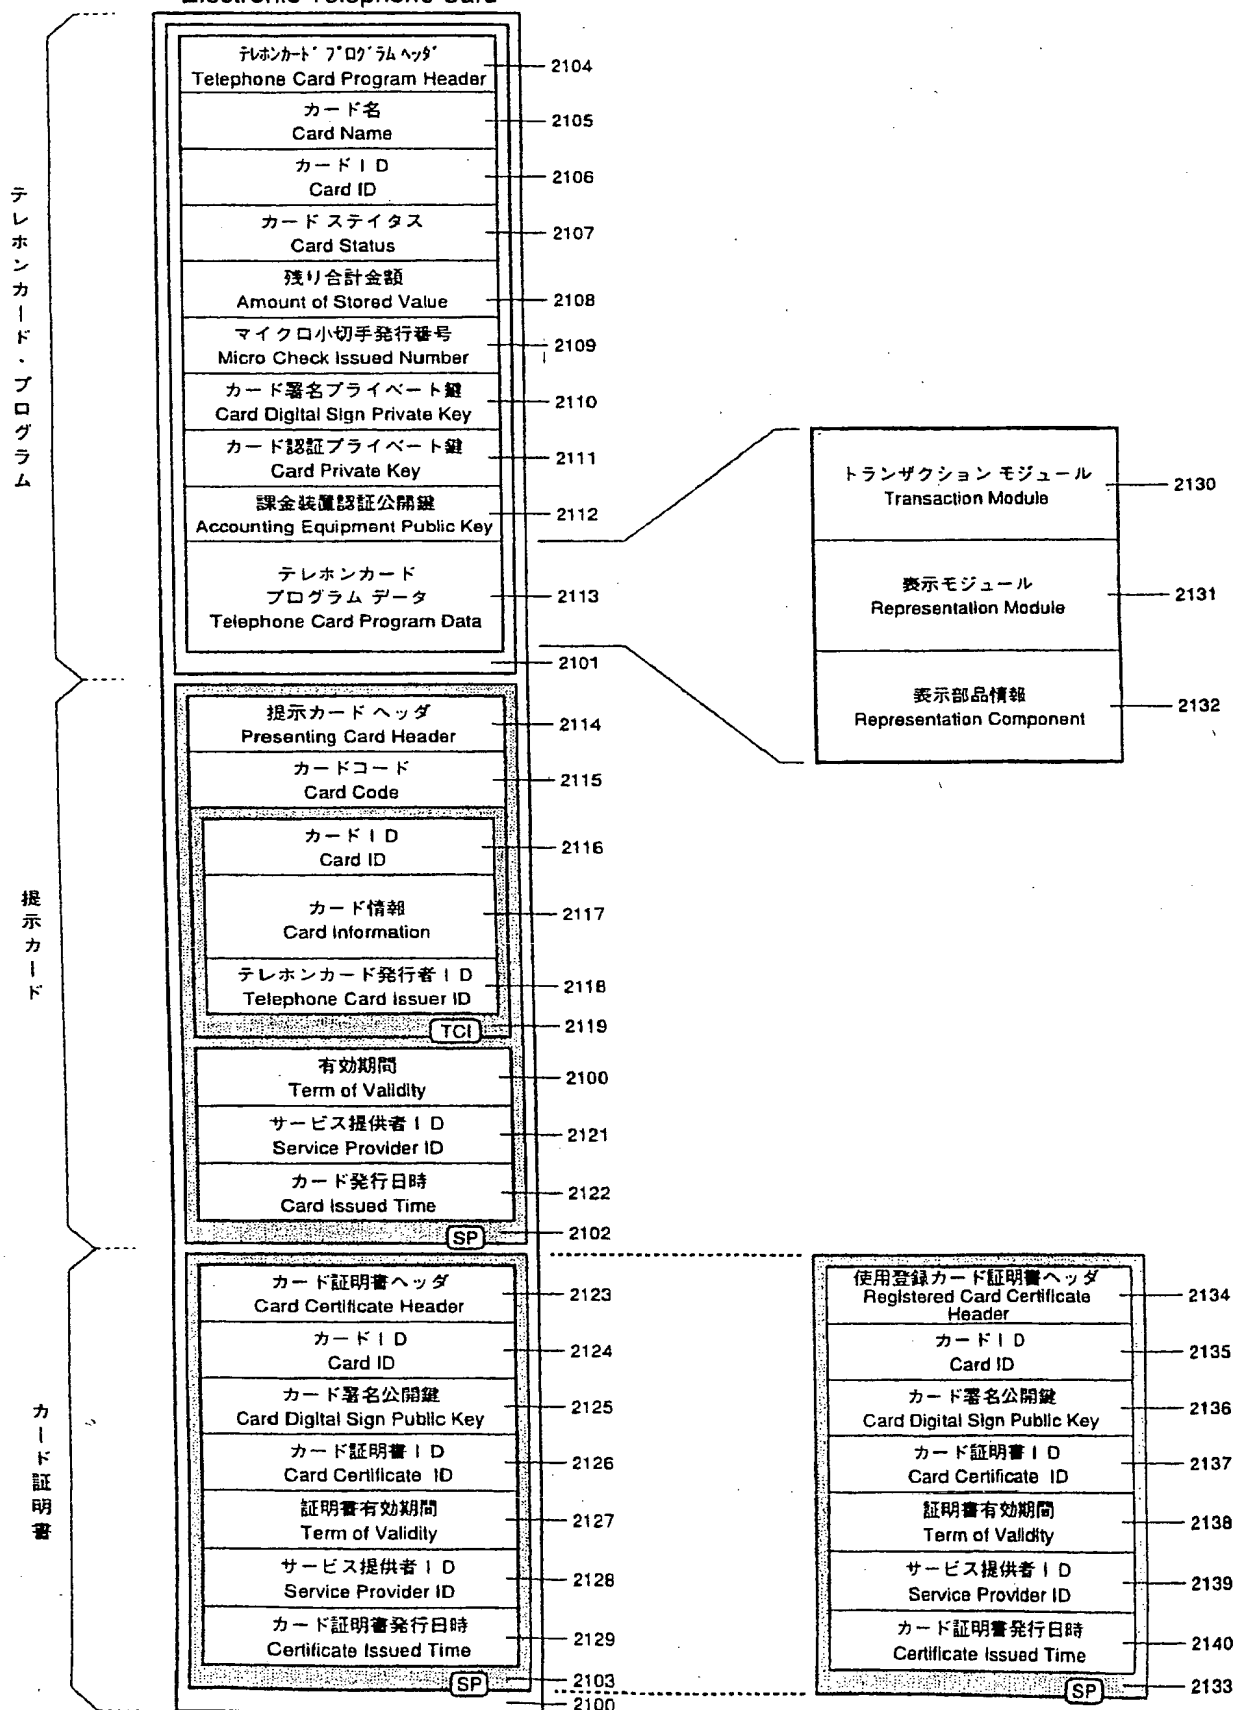 Electronic Telephone Card
テレホンカード プログラム ヘッダ
Telephone Card Program Header
2104
カード名
Card Name
2105
カードID
Card ID
2106
カード ステイタス
Card Status
2107
残り合計金額
Amount of Stored Value
2108
マイクロ小切手発行番号
Micro Check Issued Number
2109
カード署名プライベート鍵
Card Digital Sign Private Key
2110
カード認証プライベート鍵
Card Private Key
2111
課金装置認証公開鍵
Accounting Equipment Public Key
2112
テレホンカード
プログラム データ
Telephone Card Program Data
2113
2101
テレホンカード・プログラム
トランザクション モジュール
Transaction Module
2130
表示モジュール
Representation Module
2131
表示部品情報
Representation Component
2132
提示カード ヘッダ
Presenting Card Header
2114
カードコード
Card Code
2115
カードID
Card ID
2116
カード情報
Card Information
2117
テレホンカード発行者ID
Telephone Card Issuer ID
2118
TCI
2119
有効期間
Term of Validity
2100
サービス提供者ID
Service Provider ID
2121
カード発行日時
Card Issued Time
2122
SP
2102
提示カード
カード証明書ヘッダ
Card Certificate Header
2123
カードID
Card ID
2124
カード署名公開鍵
Card Digital Sign Public Key
2125
カード証明書ID
Card Certificate ID
2126
証明書有効期間
Term of Validity
2127
サービス提供者ID
Service Provider ID
2128
カード証明書発行日時
Certificate Issued Time
2129
SP
2103
2100
カード証明書
使用登録カード証明書ヘッダ
Registered Card Certificate
Header
2134
カードID
Card ID
2135
カード署名公開鍵
Card Digital Sign Public Key
2136
カード証明書ID
Card Certificate ID
2137
証明書有効期間
Term of Validity
2138
サービス提供者ID
Service Provider ID
2139
カード証明書発行日時
Certificate Issued Time
2140
SP
2133